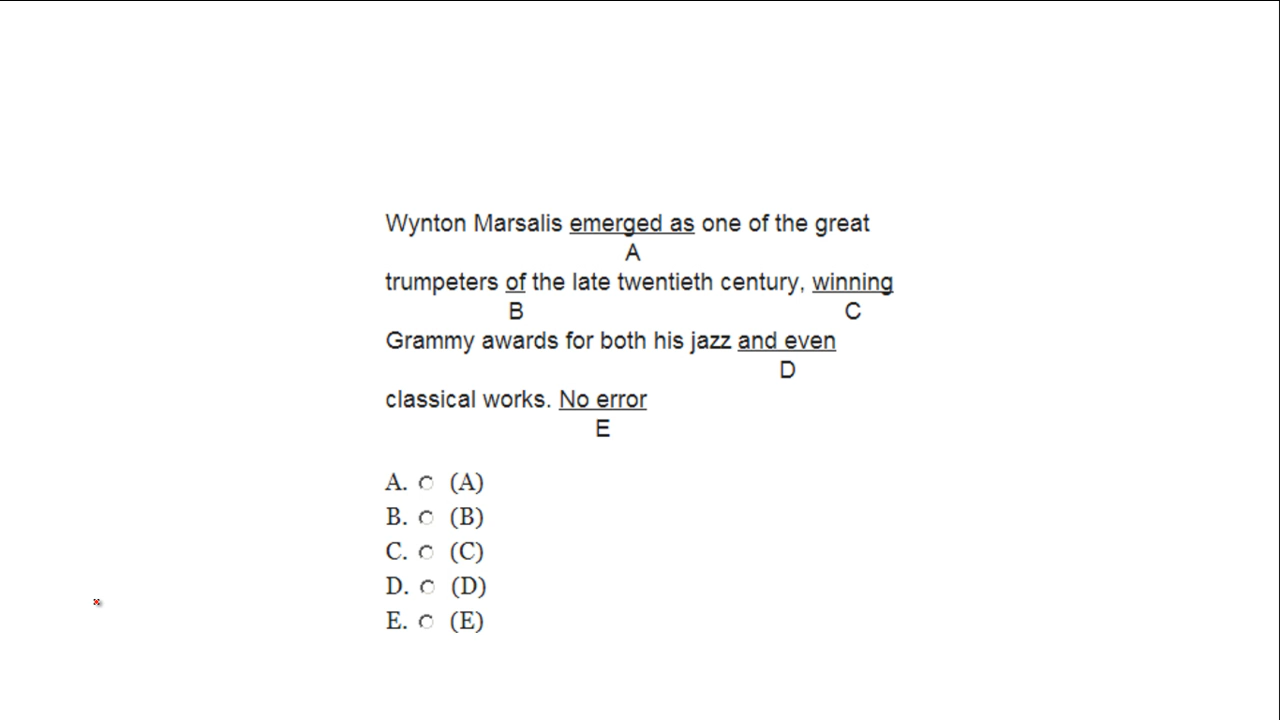 Wynton Marsalis emerged as one of the great
A
trumpeters of the late twentieth century, winning
B C
Grammy awards for both his jazz and even
D
classical works. No error
E
A. (A)
B. (B)
C. (C)
D. (D)
E. (E)